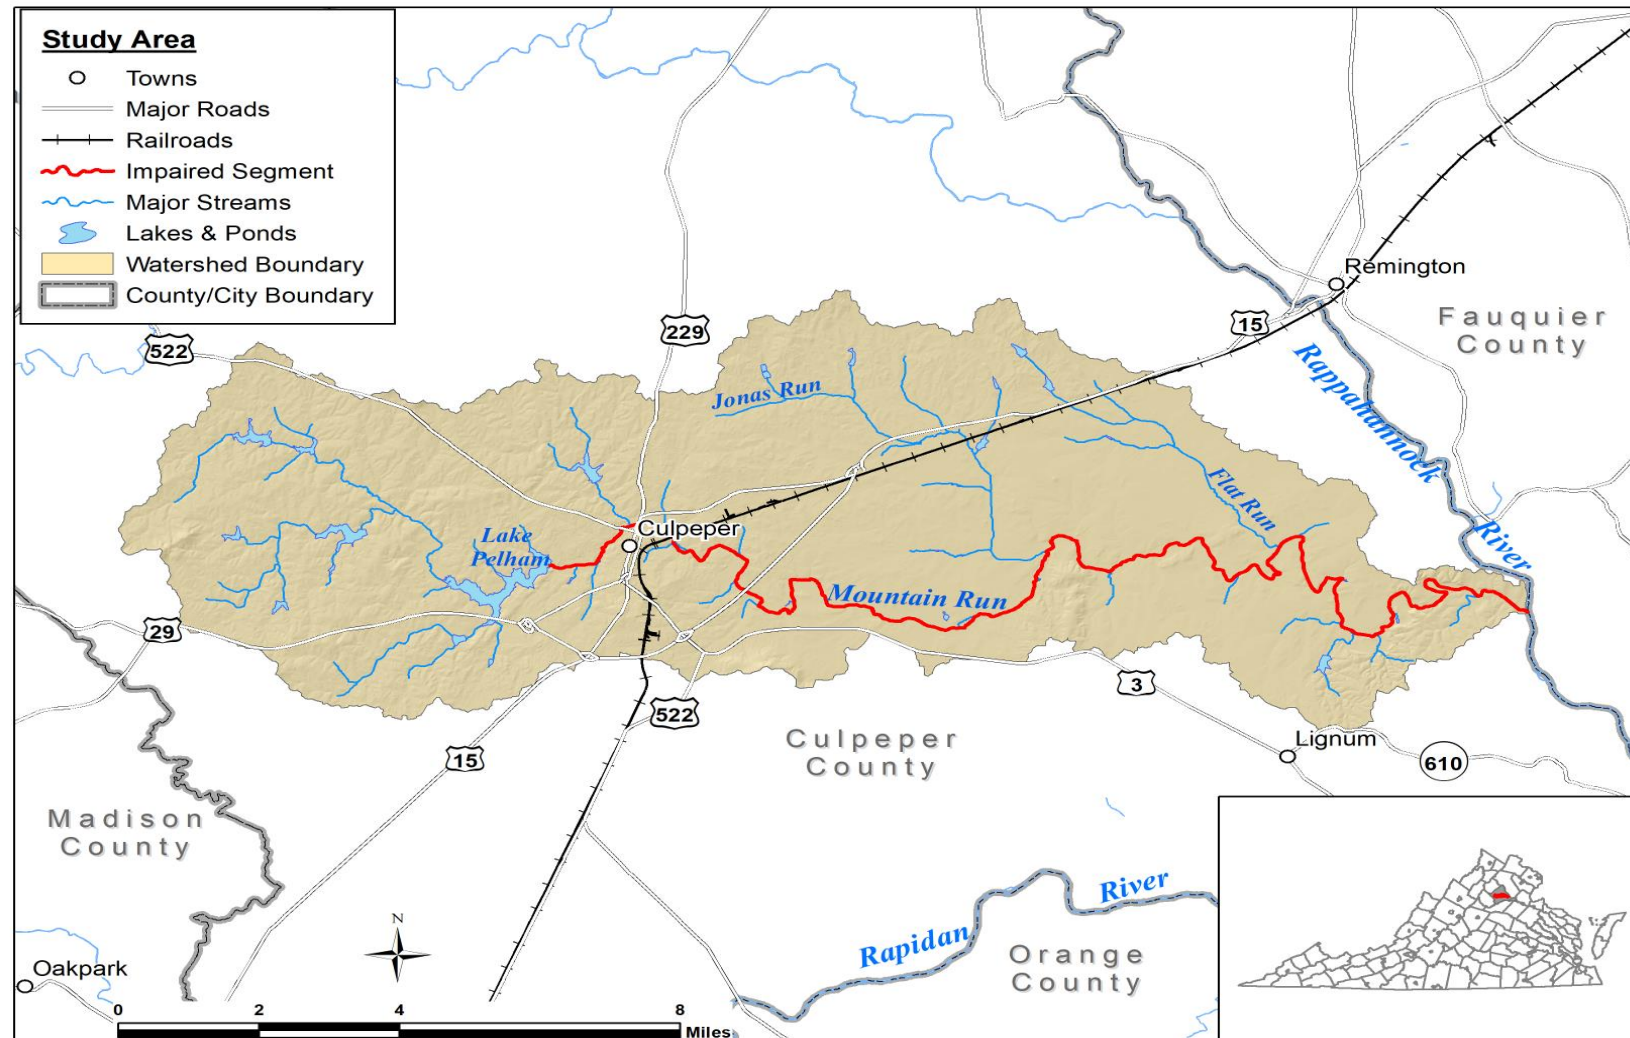 Study Area
Towns
Major Roads
Railroads
Impaired Segment
Major Streams
Lakes & Ponds
Watershed Boundary
County/City Boundary
Remington
15
Fauquier
County
522
229
Rappahannock
River
Jonas Run
Flat Run
Culpeper
Lake
Pelham
Mountain Run
29
3
522
Culpeper
County
Lignum
15
610
Madison
County
River
Rapidan
N
Orange
County
Oakpark
0 2 4 8
Miles